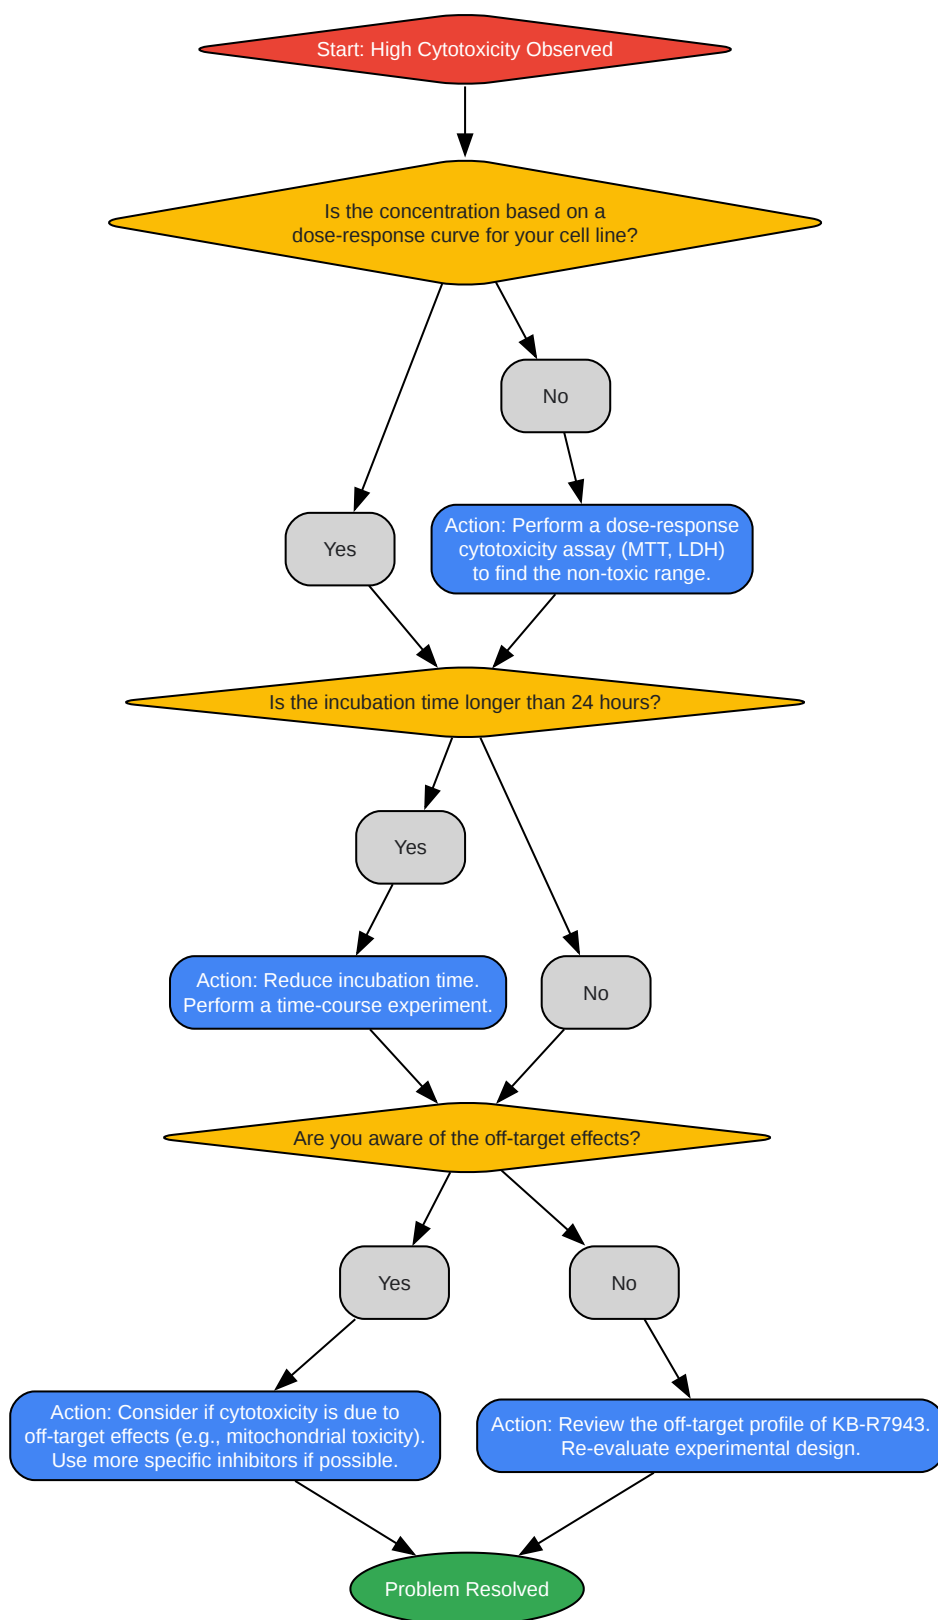 Start: High Cytotoxicity Observed
Is the concentration based on a
dose-response curve for your cell line?
No
Yes
Action: Perform a dose-response
cytotoxicity assay (MTT, LDH)
to find the non-toxic range.
Is the incubation time longer than 24 hours?
Yes
Action: Reduce incubation time.
Perform a time-course experiment.
No
Are you aware of the off-target effects?
Yes
No
Action: Consider if cytotoxicity is due to
off-target effects (e.g., mitochondrial toxicity).
Use more specific inhibitors if possible.
Action: Review the off-target profile of KB-R7943.
Re-evaluate experimental design.
Problem Resolved